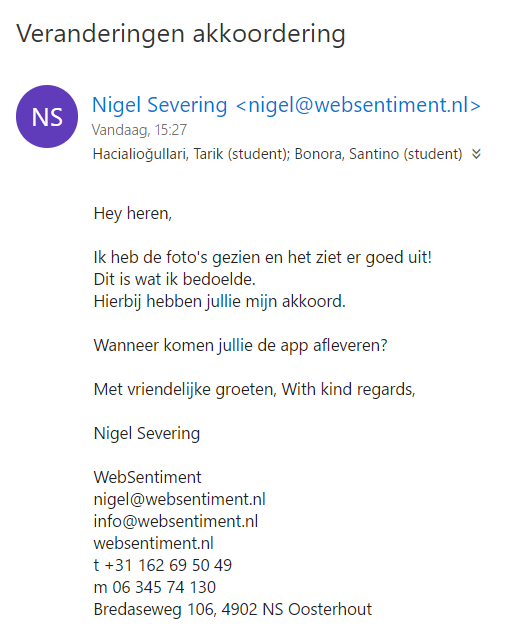 Veranderingen akkoordering
NS
Nigel Severing <nigel@websentiment.nl>
Vandaag, 15:27
Hacialioğullari, Tarik (student); Bonora, Santino (student)
Hey heren,
Ik heb de foto's gezien en het ziet er goed uit!
Dit is wat ik bedoelde.
Hierbij hebben jullie mijn akkoord.
Wanneer komen jullie de app afleveren?
Met vriendelijke groeten, With kind regards,
Nigel Severing
WebSentiment
nigel@websentiment.nl
info@websentiment.nl
websentiment.nl
t +31 162 69 50 49
m 06 345 74 130
Bredaseweg 106, 4902 NS Oosterhout